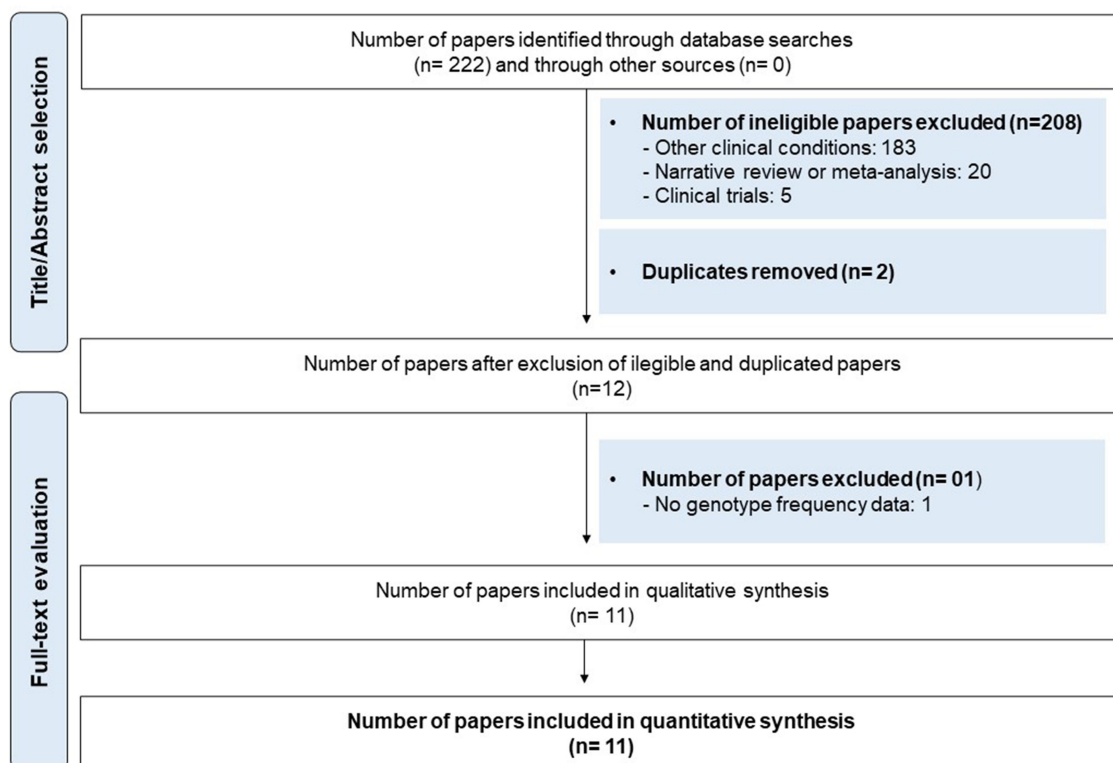 Title/Abstract selection
Number of papers identified through database searches
(n= 222) and through other sources (n= 0)
• Number of ineligible papers excluded (n=208)
- Other clinical conditions: 183
- Narrative review or meta-analysis: 20
- Clinical trials: 5
• Duplicates removed (n= 2)
Number of papers after exclusion of ilegible and duplicated papers
(n=12)
Full-text evaluation
• Number of papers excluded (n= 01)
- No genotype frequency data: 1
Number of papers included in qualitative synthesis
(n= 11)
Number of papers included in quantitative synthesis
(n= 11)